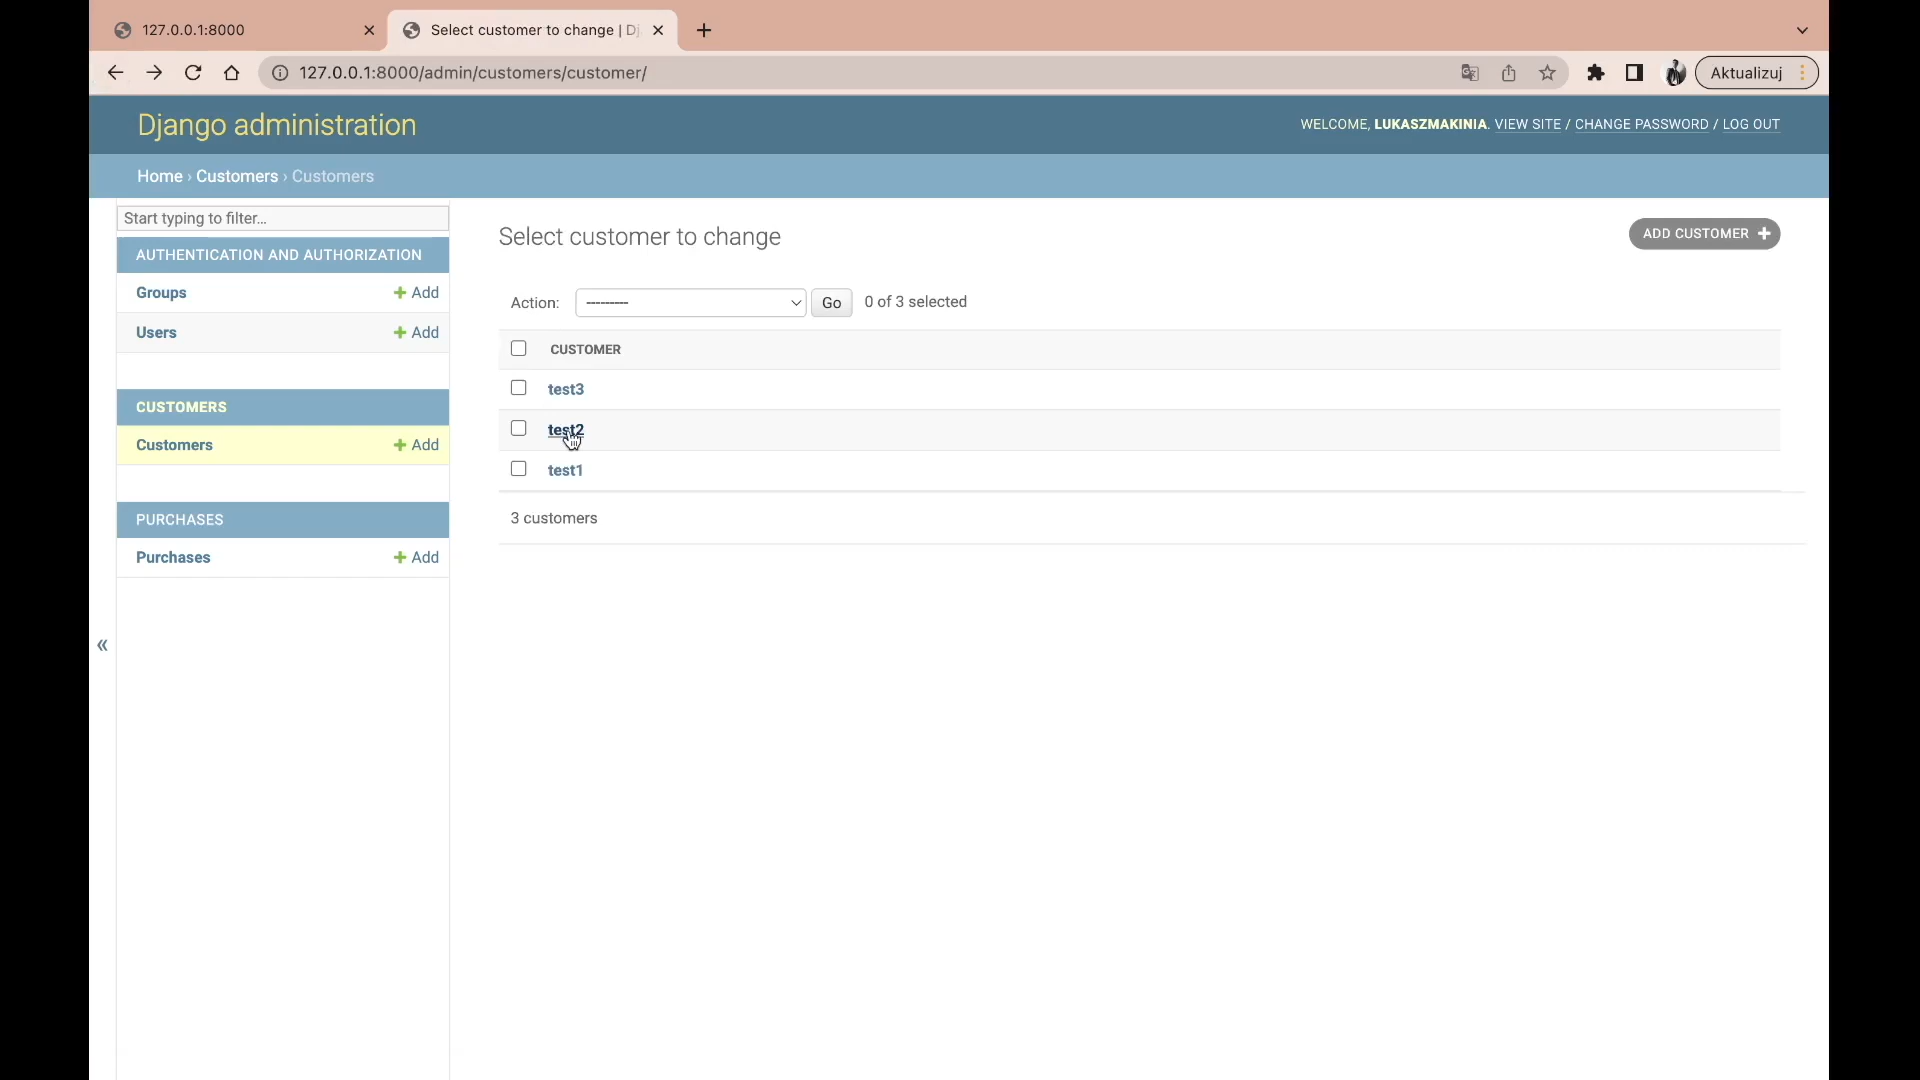 127.0.0.1:8000
Select customer to change | Dj
127.0.0.1:8000/admin/customers/customer/
Aktualizuj
Django administration
WELCOME, LUKASZMAKINIA. VIEW SITE / CHANGE PASSWORD / LOG OUT
Home › Customers › Customers
Start typing to filter...
AUTHENTICATION AND AUTHORIZATION
Groups + Add
Users + Add
CUSTOMERS
Customers + Add
PURCHASES
Purchases + Add
«
Select customer to change
ADD CUSTOMER +
Action: --------- Go 0 of 3 selected
CUSTOMER
test3
test2
test1
3 customers